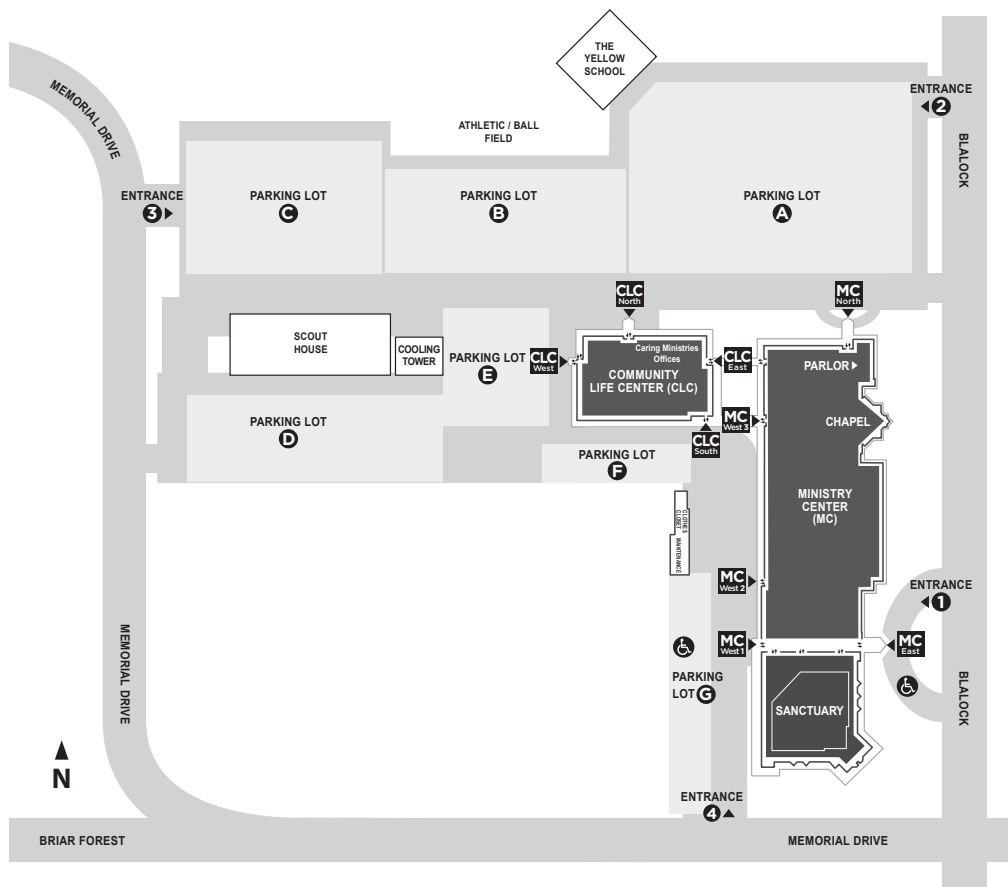 THE
YELLOW
SCHOOL
MEMORIAL DRIVE
ATHLETIC / BALL
FIELD
ENTRANCE
2
BLALOCK
ENTRANCE
3
PARKING LOT
C
PARKING LOT
B
PARKING LOT
A
CLC
North
MC
North
SCOUT
HOUSE
COOLING
TOWER
PARKING LOT
E
CLC
West
Caring Ministries
Offices
COMMUNITY
LIFE CENTER (CLC)
CLC
East
PARLOR
MC
West 3
CHAPEL
PARKING LOT
D
CLC
South
PARKING LOT
F
CLOTHES
CLOSET
MAINTENANCE
MINISTRY
CENTER
(MC)
MC
West 2
ENTRANCE
1
MC
West 1
MC
East
MEMORIAL DRIVE
PARKING
LOT G
SANCTUARY
BLALOCK
N
ENTRANCE
4
BRIAR FOREST
MEMORIAL DRIVE